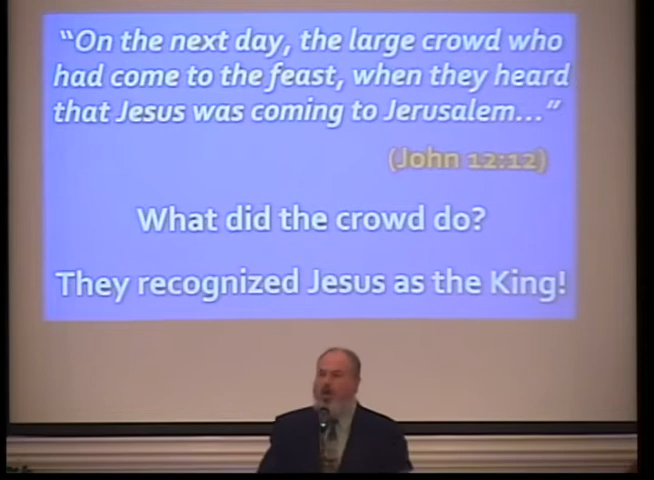 “On the next day, the large crowd who
had come to the feast, when they heard
that Jesus was coming to Jerusalem...”
(John 12:12)
What did the crowd do?
They recognized Jesus as the King!